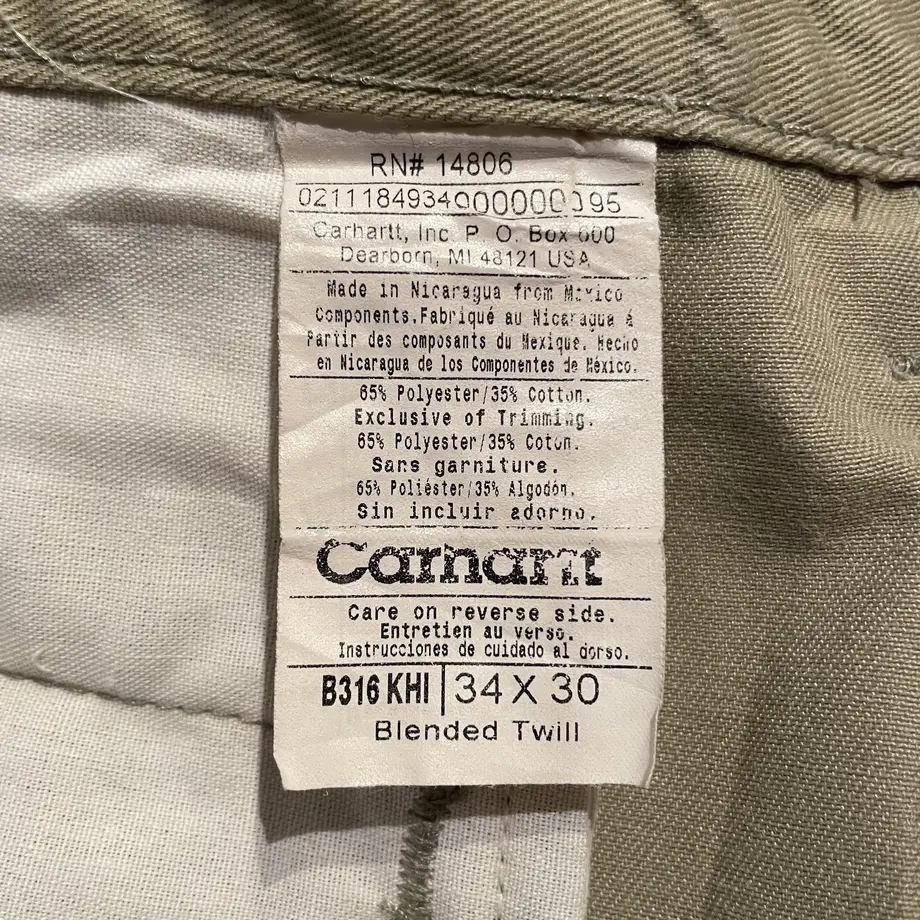 RN# 14806
0211184934000000095
Carhartt, Inc. P. O. Box 600
Dearborn, MI 48121 USA
Made in Nicaragua from Mexico
Components.Fabriqué au Nicaragua á
Partir des composants du Mexique. Hecho
en Nicaragua de los Componentes de México.
65% Polyester/35% Cotton.
Exclusive of Trimming.
65% Polyester/35% Coton.
Sans garniture.
65% Poliéster/35% Algodón.
Sin incluir adorno.
Carhartt
Care on reverse side.
Entretien au verso.
Instrucciones de cuidado al dorso.
B316 KHI 34 X 30
Blended Twill